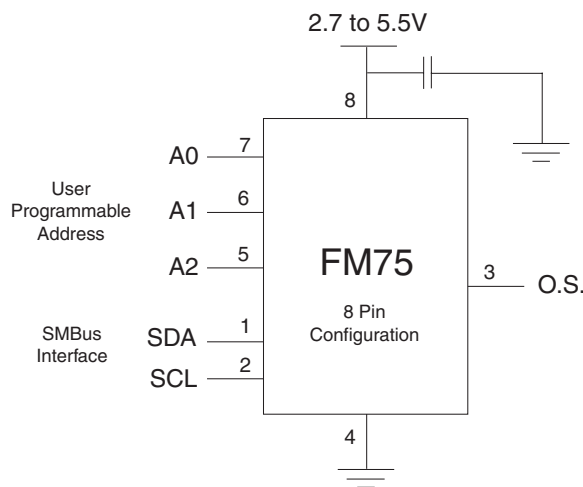 2.7 to 5.5V
8
A0
7
User
Programmable
Address
A1
6
A2
5
FM75
3
O.S.
8 Pin
Configuration
SMBus
Interface
SDA
1
SCL
2
4